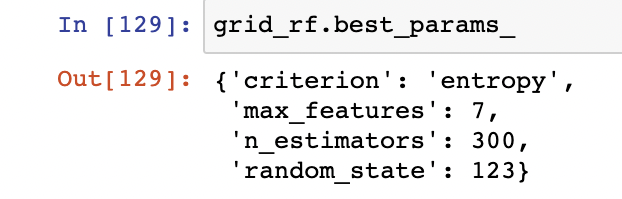 In [129]: grid_rf.best_params_
Out[129]: {'criterion': 'entropy',
'max_features': 7,
'n_estimators': 300,
'random_state': 123}